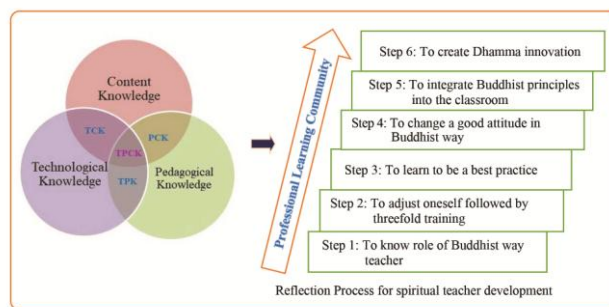 Content
Knowledge
TCK
PCK
TPCK
Technological
Knowledge
Pedagogical
Knowledge
TPK
Professional Learning Community
Step 6: To create Dhamma innovation
Step 5: To integrate Buddhist principles
into the classroom
Step 4: To change a good attitude in
Buddhist way
Step 3: To learn to be a best practice
Step 2: To adjust oneself followed by
threefold training
Step 1: To know role of Buddhist way
teacher
Reflection Process for spiritual teacher development